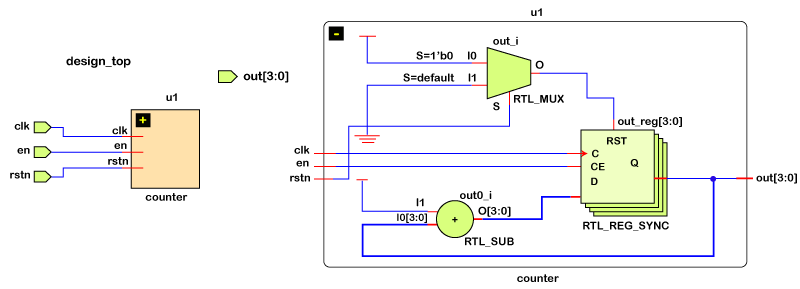 u1
out_i
S=1'b0
I0
O
S=default
I1
S
RTL_MUX
design_top
out[3:0]
u1
+
clk
clk
en
en
rstn
rstn
counter
-
out_reg[3:0]
RST
clk
C
en
CE
Q
rstn
D
out[3:0]
out0_i
I1
O[3:0]
I0[3:0]
+
RTL_SUB
RTL_REG_SYNC
counter